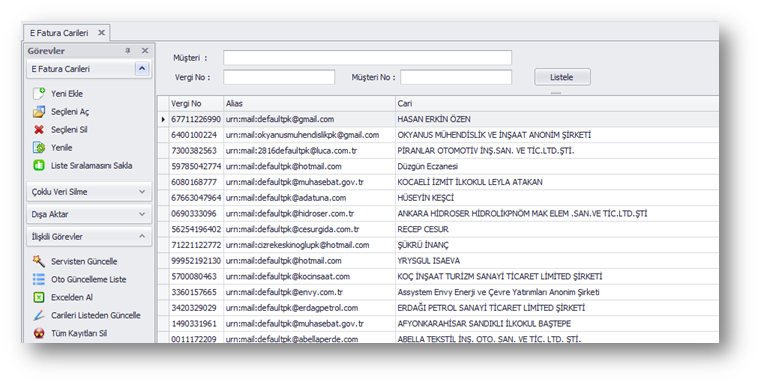 E Fatura Carileri
Görevler
E Fatura Carileri
Yeni Ekle
Seçileni Aç
Seçileni Sil
Yenile
Liste Sıralamasını Sakla
Çoklu Veri Silme
Dışa Aktar
İlişkili Görevler
Servisten Güncelle
Oto Güncelleme Liste
Excelden Al
Carileri Listeden Güncelle
Tüm Kayıtları Sil
Müşteri :
Vergi No : Müşteri No : Listele
Vergi No Alias Cari
67711226990 urn:mail:defaultpk@gmail.com HASAN ERKİN ÖZEN
6400100224 urn:mail:okyanusmuhendislikpk@gmail.com OKYANUS MÜHENDİSLİK VE İNŞAAT ANONİM ŞİRKETİ
7300382563 urn:mail:2816defaultpk@luca.com.tr PİRANLAR OTOMOTİV İNŞ.SAN. VE TİC.LTD.ŞTİ.
59785042774 urn:mail:defaultpk@hotmail.com Düzgün Eczanesi
6080168777 urn:mail:defaultpk@muhasebat.gov.tr KOCAELİ İZMİT İLKOKUL LEYLA ATAKAN
67663047964 urn:mail:defaultpk@adatuna.com HÜSEYİN KEŞCİ
0690333096 urn:mail:defaultpk@hidroser.com.tr ANKARA HİDROSER HİDROLİKPNÖM MAK ELEM .SAN.VE TİC.LTD.ŞTİ
56254196402 urn:mail:defaultpk@cesurgida.com.tr RECEP CESUR
71221122772 urn:mail:cizrekeskinoglupk@hotmail.com ŞÜKRÜ İNANÇ
99952192130 urn:mail:defaultpk@hotmail.com YRYSGUL ISAEVA
5700080463 urn:mail:defaultpk@kocinsaat.com KOÇ İNŞAAT TURİZM SANAYİ TİCARET LİMİTED ŞİRKETİ
3360157665 urn:mail:defaultpk@envy.com.tr Assystem Envy Enerji ve Çevre Yatırımları Anonim Şirketi
3420329029 urn:mail:defaultpk@erdagpetrol.com ERDAĞI PETROL SANAYİ TİCARET LİMİTED ŞİRKETİ
1490331961 urn:mail:defaultpk@muhasebat.gov.tr AFYONKARAHİSAR SANDIKLI İLKOKUL BAŞTEPE
0011172209 urn:mail:defaultpk@abellaperde.com ABELLA TEKSTİL İNŞ. OTO. SAN. VE TİC. LTD. ŞTİ.